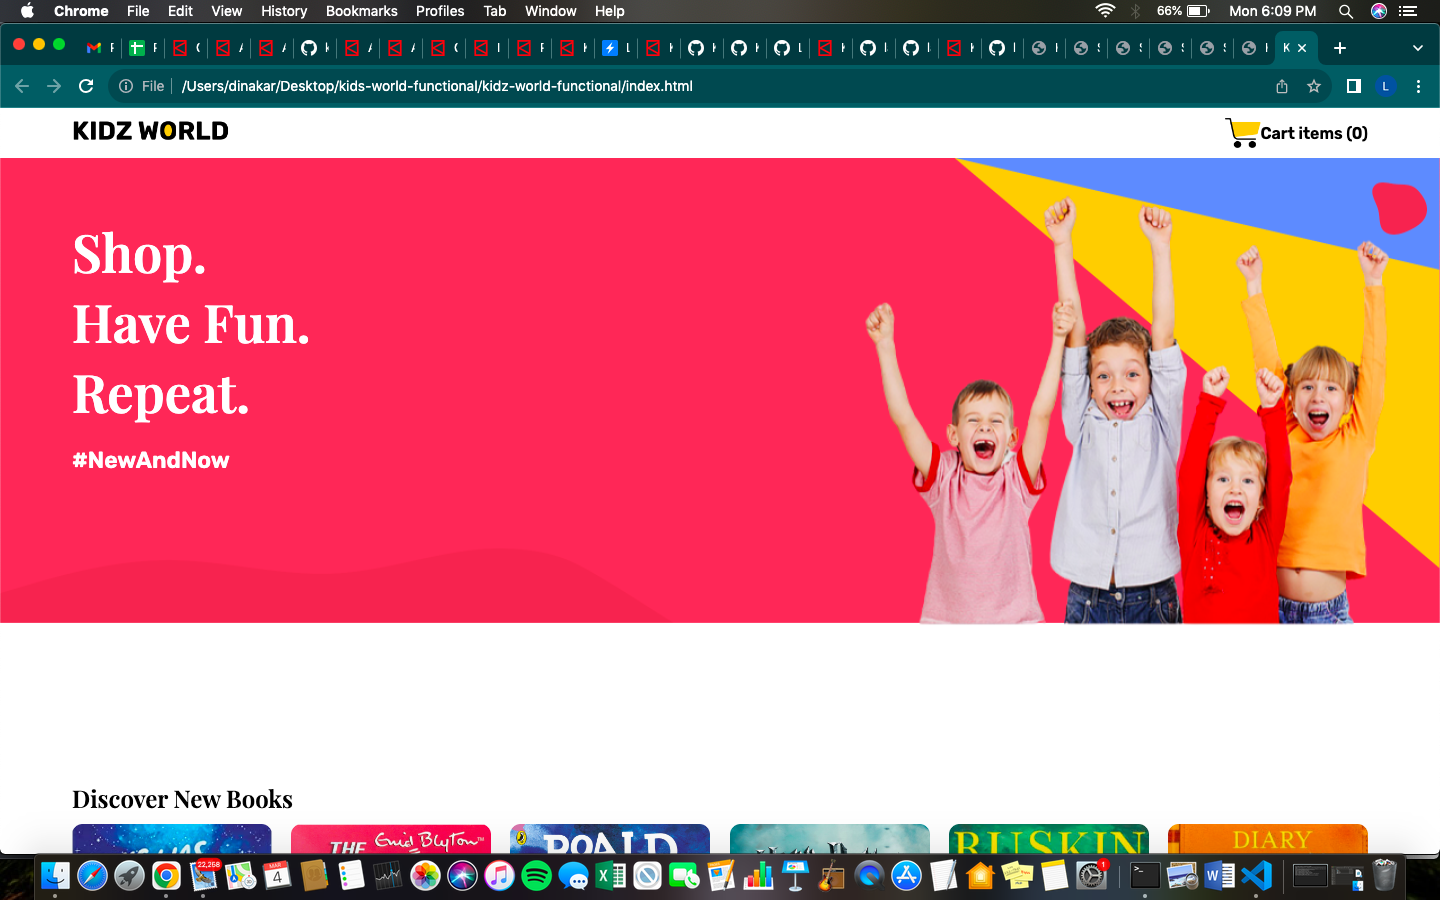 Chrome File Edit View History Bookmarks Profiles Tab Window Help 66% Mon 6:09 PM
File /Users/dinakar/Desktop/kids-world-functional/kidz-world-functional/index.html L
KIDZ WORLD
Cart items (0)
Shop.
Have Fun.
Repeat.
#NewAndNow
Discover New Books
THE Enid Blyton™
ROALD
RUSKIN
DIARY
22,258
MAR
4
1